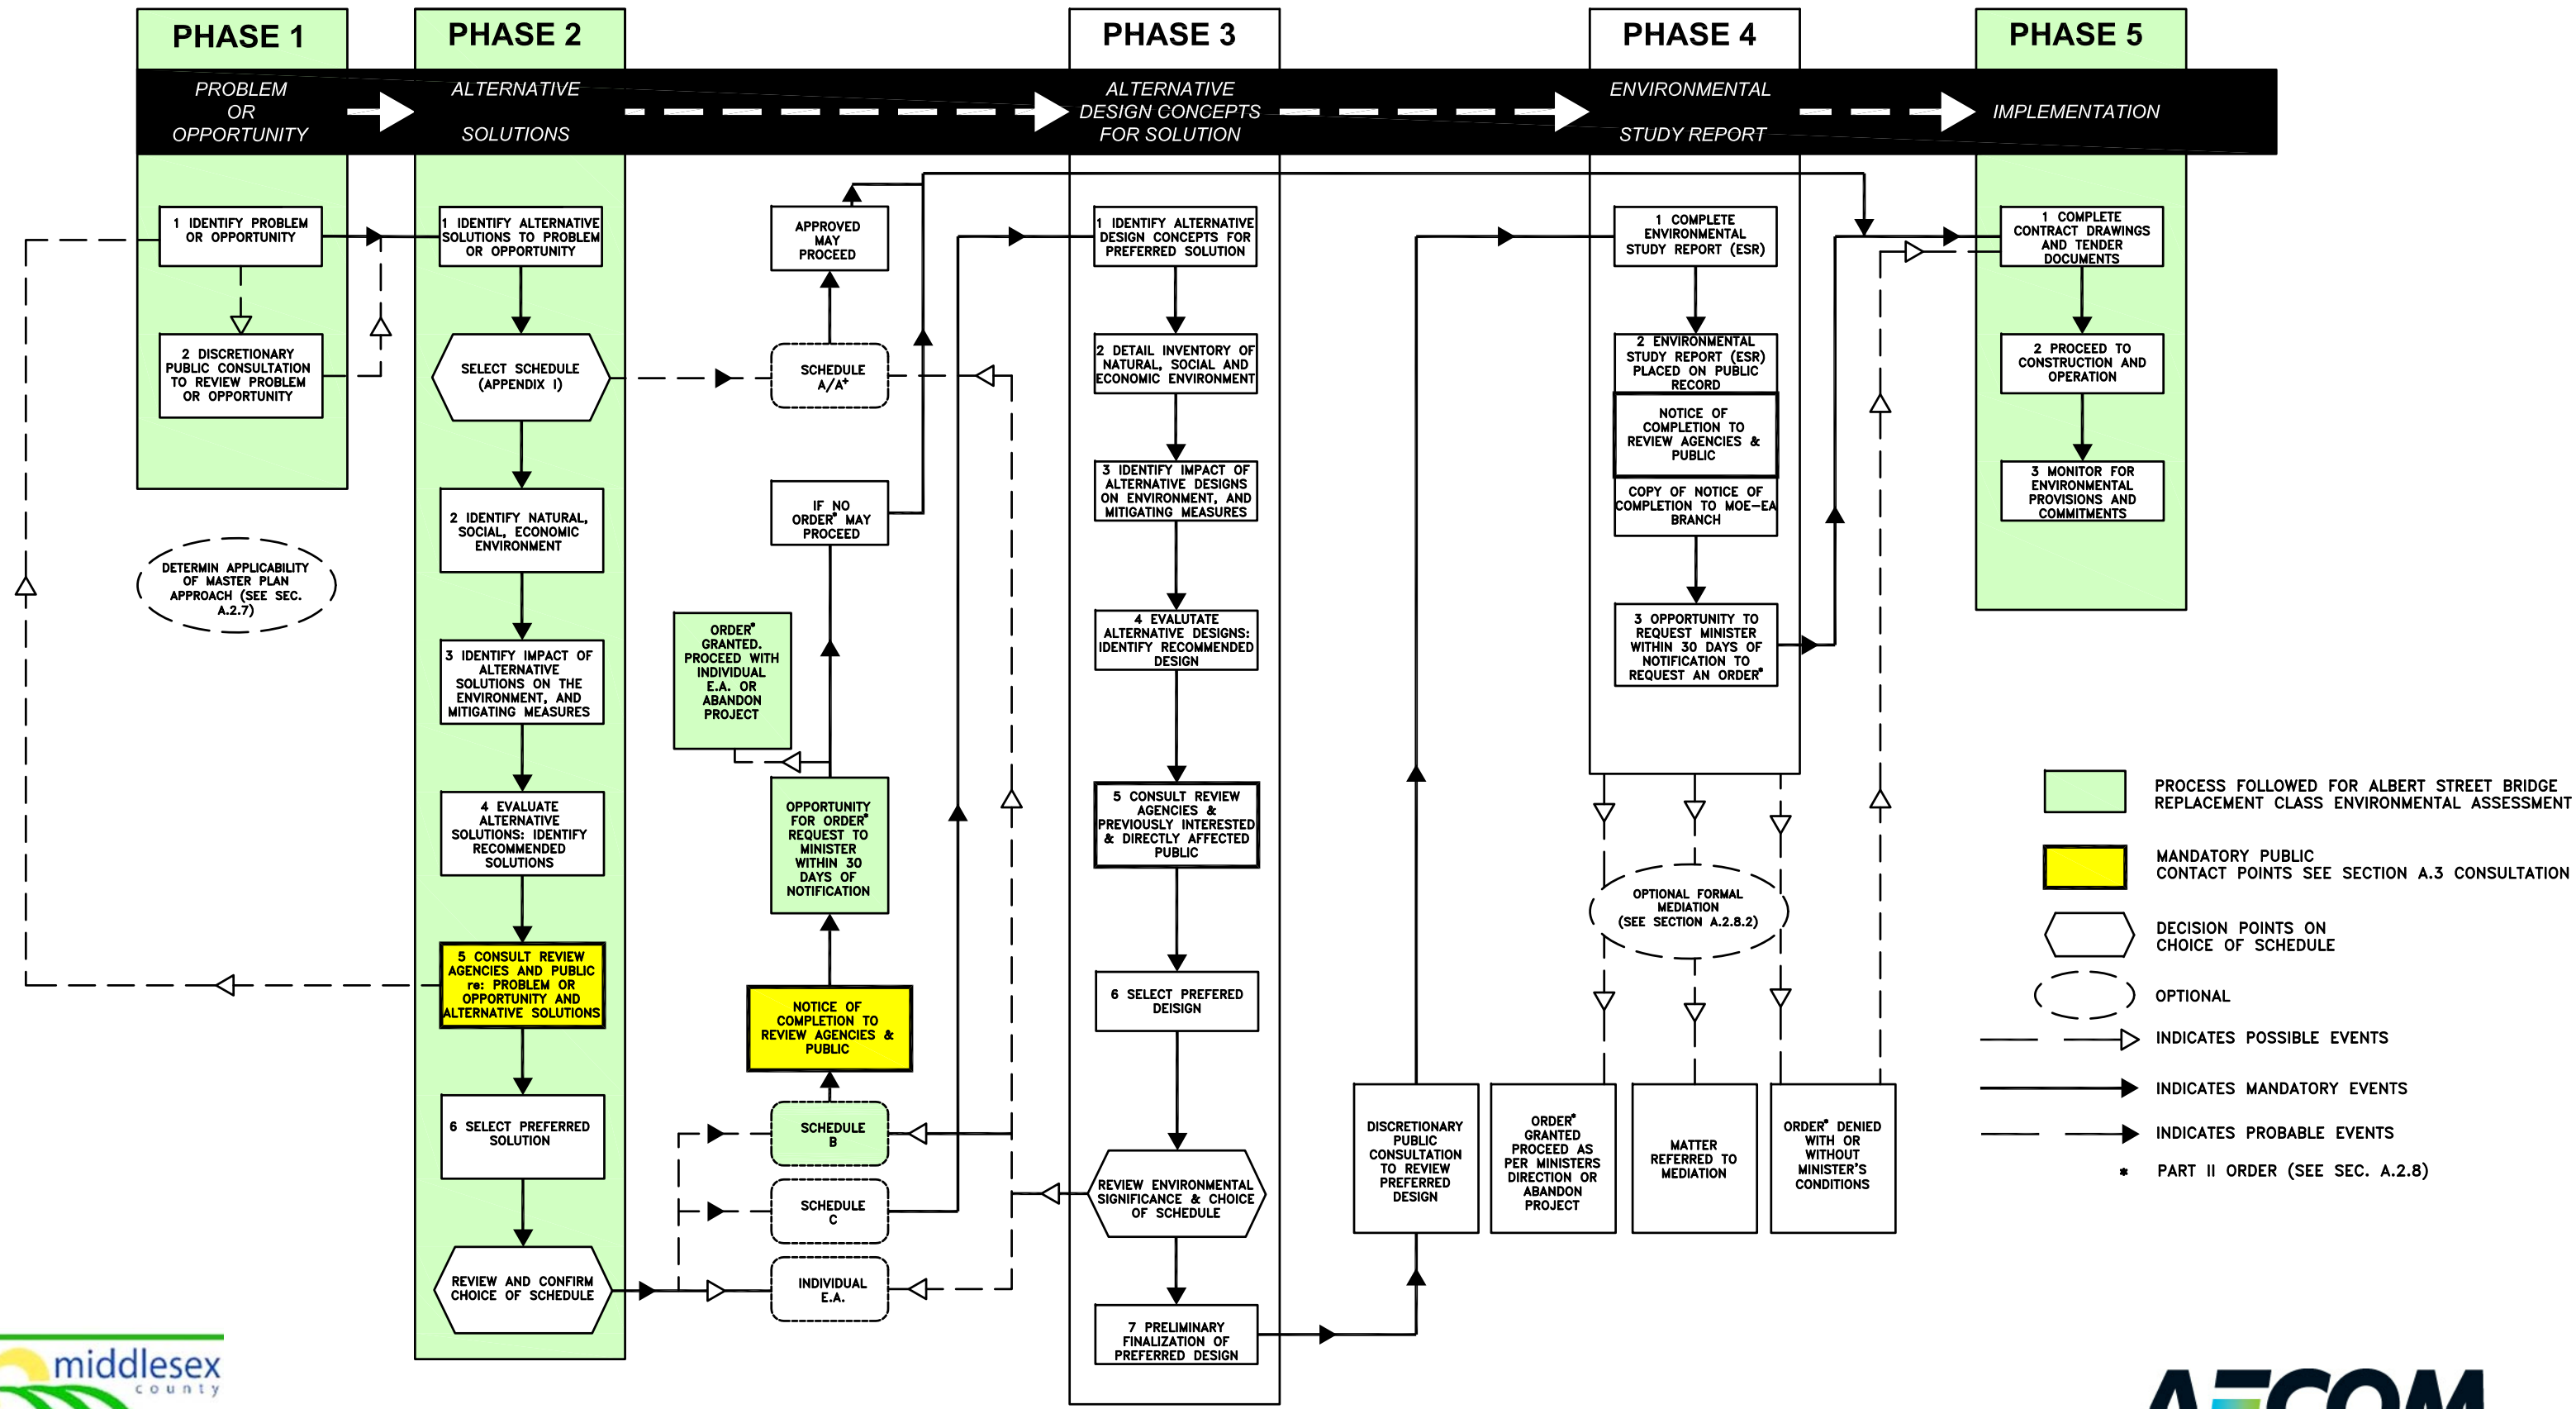 PHASE 1
PROBLEM
OR
OPPORTUNITY
1 IDENTIFY PROBLEM
OR OPPORTUNITY
2 DISCRETIONARY
PUBLIC CONSULTATION
TO REVIEW PROBLEM
OR OPPORTUNITY
DETERMIN APPLICABILITY
OF MASTER PLAN
APPROACH (SEE SEC.
A.2.7)
PHASE 2
ALTERNATIVE
SOLUTIONS
1 IDENTIFY ALTERNATIVE
SOLUTIONS TO PROBLEM
OR OPPORTUNITY
SELECT SCHEDULE
(APPENDIX I)
2 IDENTIFY NATURAL,
SOCIAL, ECONOMIC
ENVIRONMENT
3 IDENTIFY IMPACT OF
ALTERNATIVE
SOLUTIONS ON THE
ENVIRONMENT, AND
MITIGATING MEASURES
4 EVALUATE
ALTERNATIVE
SOLUTIONS: IDENTIFY
RECOMMENDED
SOLUTIONS
5 CONSULT REVIEW
AGENCIES AND PUBLIC
re: PROBLEM OR
OPPORTUNITY AND
ALTERNATIVE SOLUTIONS
6 SELECT PREFERRED
SOLUTION
REVIEW AND CONFIRM
CHOICE OF SCHEDULE
APPROVED
MAY
PROCEED
SCHEDULE
A/A+
IF NO
ORDER* MAY
PROCEED
ORDER*
GRANTED.
PROCEED WITH
INDIVIDUAL
E.A. OR
ABANDON
PROJECT
OPPORTUNITY
FOR ORDER*
REQUEST TO
MINISTER
WITHIN 30
DAYS OF
NOTIFICATION
NOTICE OF
COMPLETION TO
REVIEW AGENCIES &
PUBLIC
SCHEDULE
B
SCHEDULE
C
INDIVIDUAL
E.A.
PHASE 3
ALTERNATIVE
DESIGN CONCEPTS
FOR SOLUTION
1 IDENTIFY ALTERNATIVE
DESIGN CONCEPTS FOR
PREFERRED SOLUTION
2 DETAIL INVENTORY OF
NATURAL, SOCIAL AND
ECONOMIC ENVIRONMENT
3 IDENTIFY IMPACT OF
ALTERNATIVE DESIGNS
ON ENVIRONMENT, AND
MITIGATING MEASURES
4 EVALUTATE
ALTERNATIVE DESIGNS:
IDENTIFY RECOMMENDED
DESIGN
5 CONSULT REVIEW
AGENCIES &
PREVIOUSLY INTERESTED
& DIRECTLY AFFECTED
PUBLIC
6 SELECT PREFERED
DEISIGN
REVIEW ENVIRONMENTAL
SIGNIFICANCE & CHOICE
OF SCHEDULE
7 PRELIMINARY
FINALIZATION OF
PREFERRED DESIGN
PHASE 4
ENVIRONMENTAL
STUDY REPORT
1 COMPLETE
ENVIRONMENTAL
STUDY REPORT (ESR)
2 ENVIRONMENTAL
STUDY REPORT (ESR)
PLACED ON PUBLIC
RECORD
NOTICE OF
COMPLETION TO
REVIEW AGENCIES &
PUBLIC
COPY OF NOTICE OF
COMPLETION TO MOE-EA
BRANCH
3 OPPORTUNITY TO
REQUEST MINISTER
WITHIN 30 DAYS OF
NOTIFICATION TO
REQUEST AN ORDER*
OPTIONAL FORMAL
MEDIATION
(SEE SECTION A.2.8.2)
DISCRETIONARY
PUBLIC
CONSULTATION
TO REVIEW
PREFERRED
DESIGN
ORDER*
GRANTED
PROCEED AS
PER MINISTERS
DIRECTION OR
ABANDON
PROJECT
MATTER
REFERRED TO
MEDIATION
ORDER* DENIED
WITH OR
WITHOUT
MINISTER'S
CONDITIONS
PHASE 5
IMPLEMENTATION
1 COMPLETE
CONTRACT DRAWINGS
AND TENDER
DOCUMENTS
2 PROCEED TO
CONSTRUCTION AND
OPERATION
3 MONITOR FOR
ENVIRONMENTAL
PROVISIONS AND
COMMITMENTS
PROCESS FOLLOWED FOR ALBERT STREET BRIDGE
REPLACEMENT CLASS ENVIRONMENTAL ASSESSMENT
MANDATORY PUBLIC
CONTACT POINTS SEE SECTION A.3 CONSULTATION
DECISION POINTS ON
CHOICE OF SCHEDULE
OPTIONAL
INDICATES POSSIBLE EVENTS
INDICATES MANDATORY EVENTS
INDICATES PROBABLE EVENTS
* PART II ORDER (SEE SEC. A.2.8)
middlesex
county
AECOM